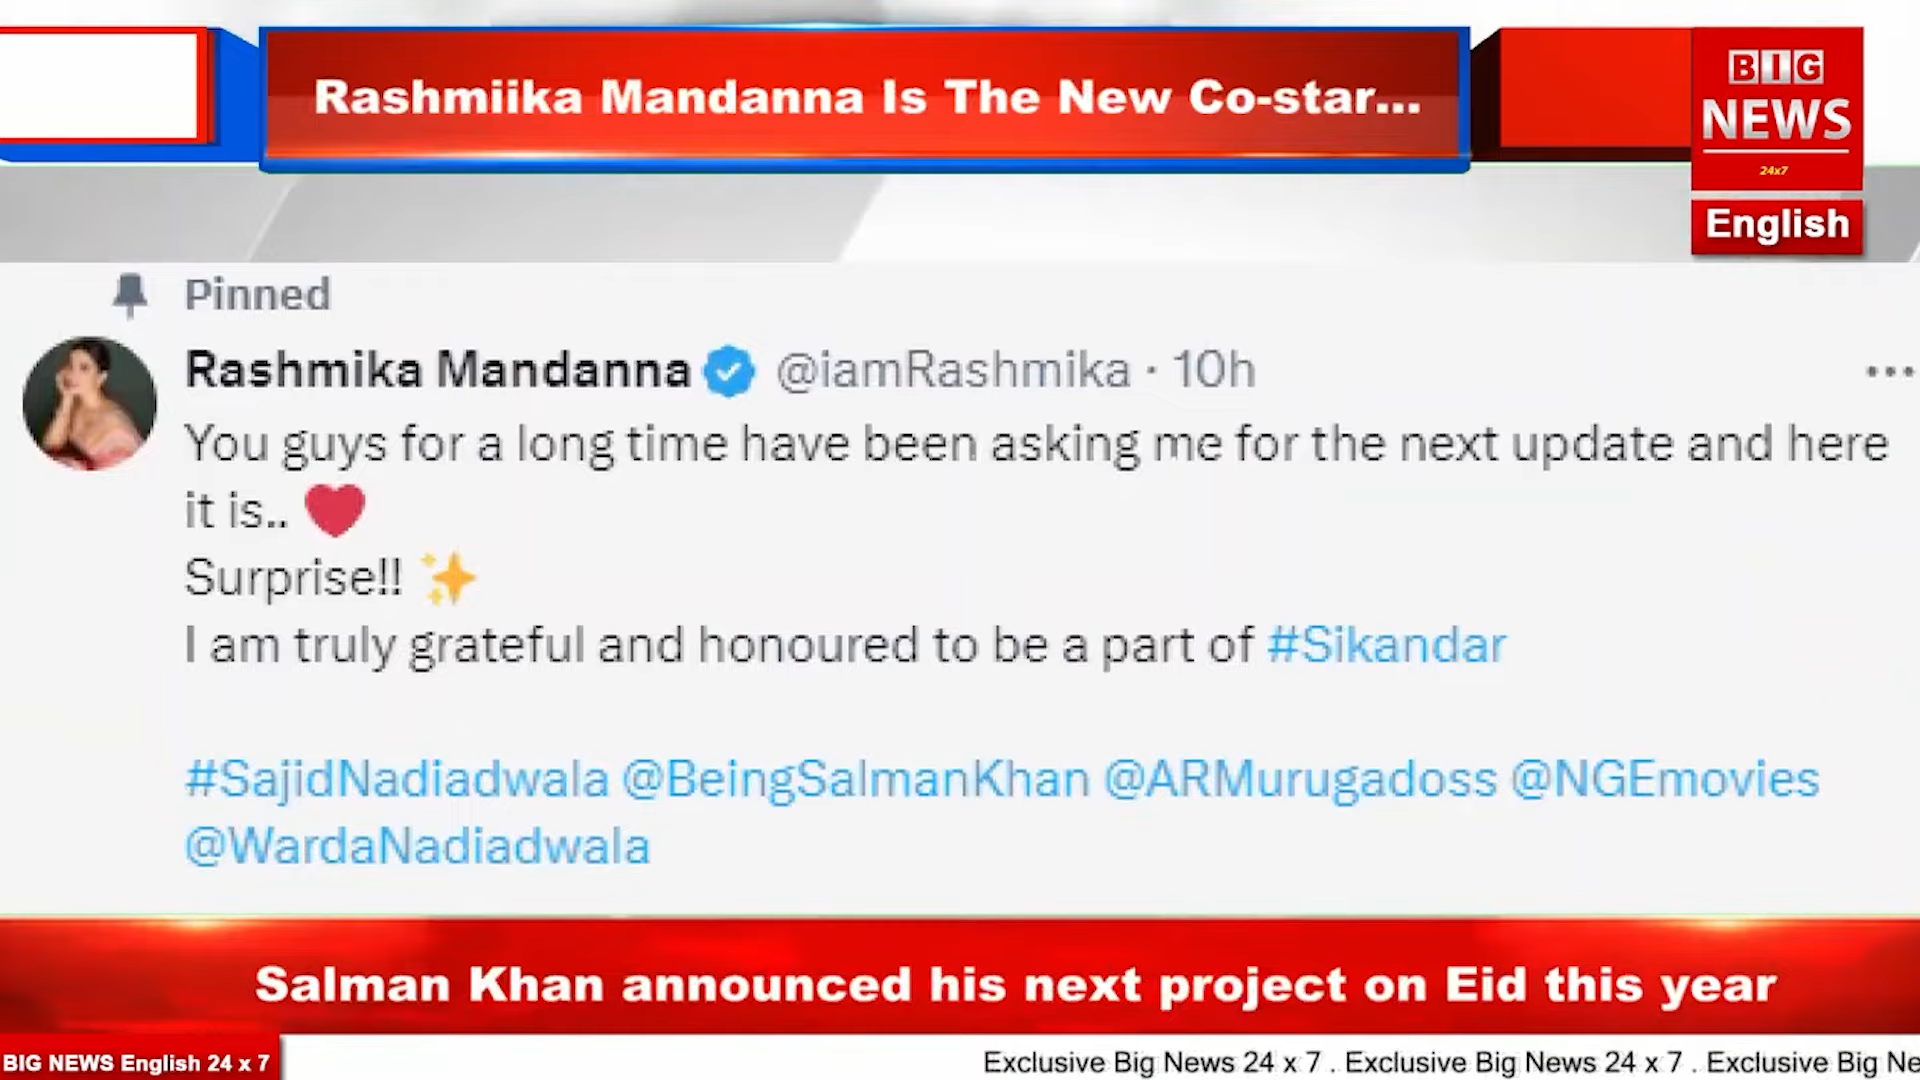 Rashmiika Mandanna Is The New Co-star...
BIG
NEWS
24x7
English
Pinned
Rashmika Mandanna @iamRashmika · 10h
You guys for a long time have been asking me for the next update and here
it is.. ❤️
Surprise!! ✨
I am truly grateful and honoured to be a part of #Sikandar
#SajidNadiadwala @BeingSalmanKhan @ARMurugadoss @NGEmovies
@WardaNadiadwala
Salman Khan announced his next project on Eid this year
BIG NEWS English 24 x 7
Exclusive Big News 24 x 7 . Exclusive Big News 24 x 7 . Exclusive Big Ne